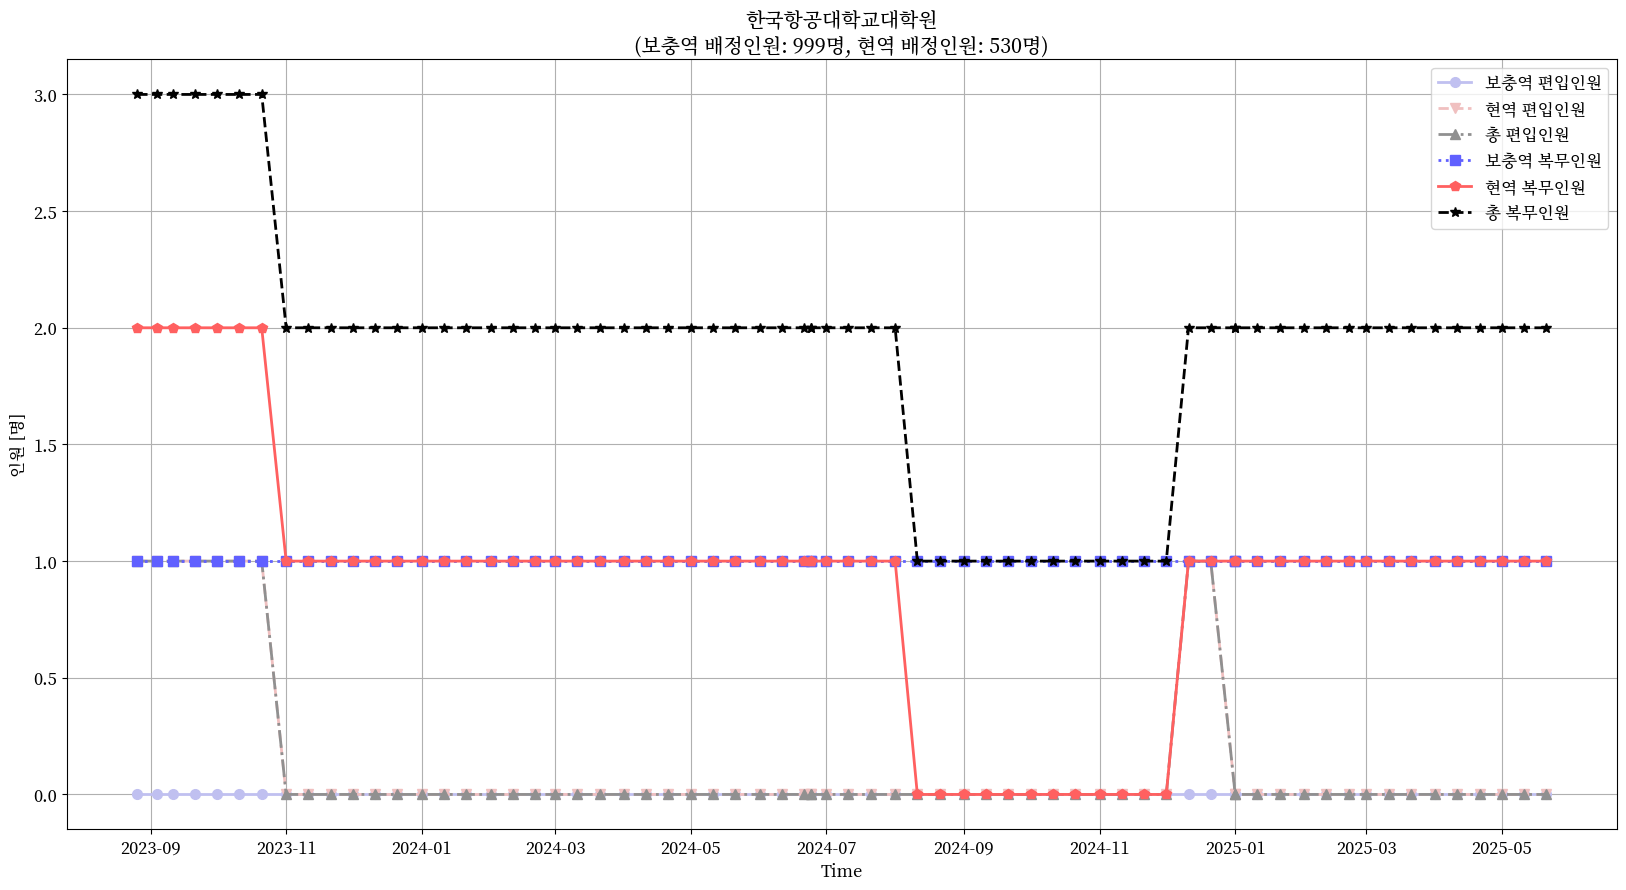 한국항공대학교대학원
(보충역 배정인원: 999명, 현역 배정인원: 530명)
보충역 편입인원
현역 편입인원
총 편입인원
보충역 복무인원
현역 복무인원
총 복무인원
인원 [명]
3.0
2.5
2.0
1.5
1.0
0.5
0.0
2023-09
2023-11
2024-01
2024-03
2024-05
2024-07
2024-09
2024-11
2025-01
2025-03
2025-05
Time